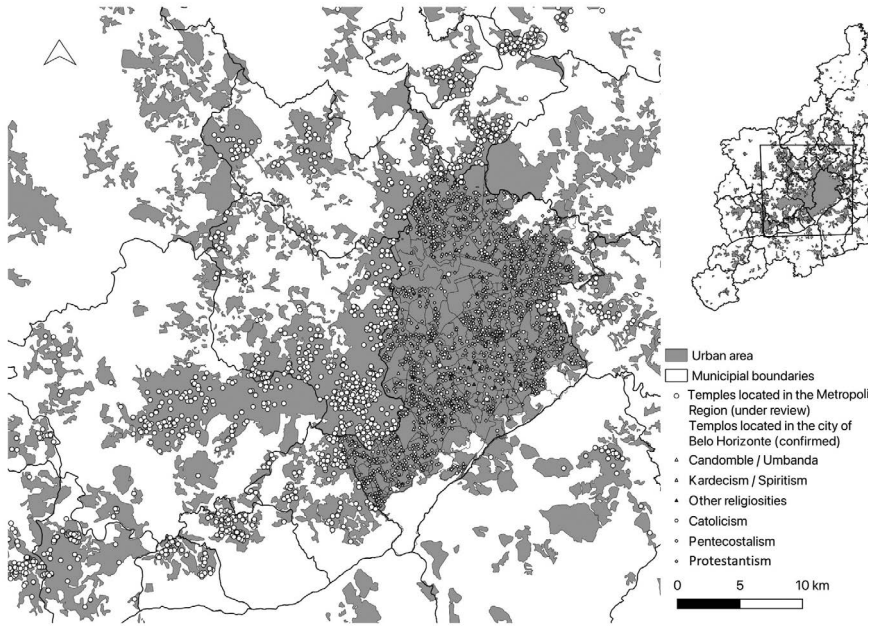 Urban area
Municipial boundaries
Temples located in the Metropoli
Region (under review)
Templos located in the city of
Belo Horizonte (confirmed)
Candomble / Umbanda
Kardecism / Spiritism
Other religiosities
Catolicism
Pentecostalism
Protestantism
0 5 10 km